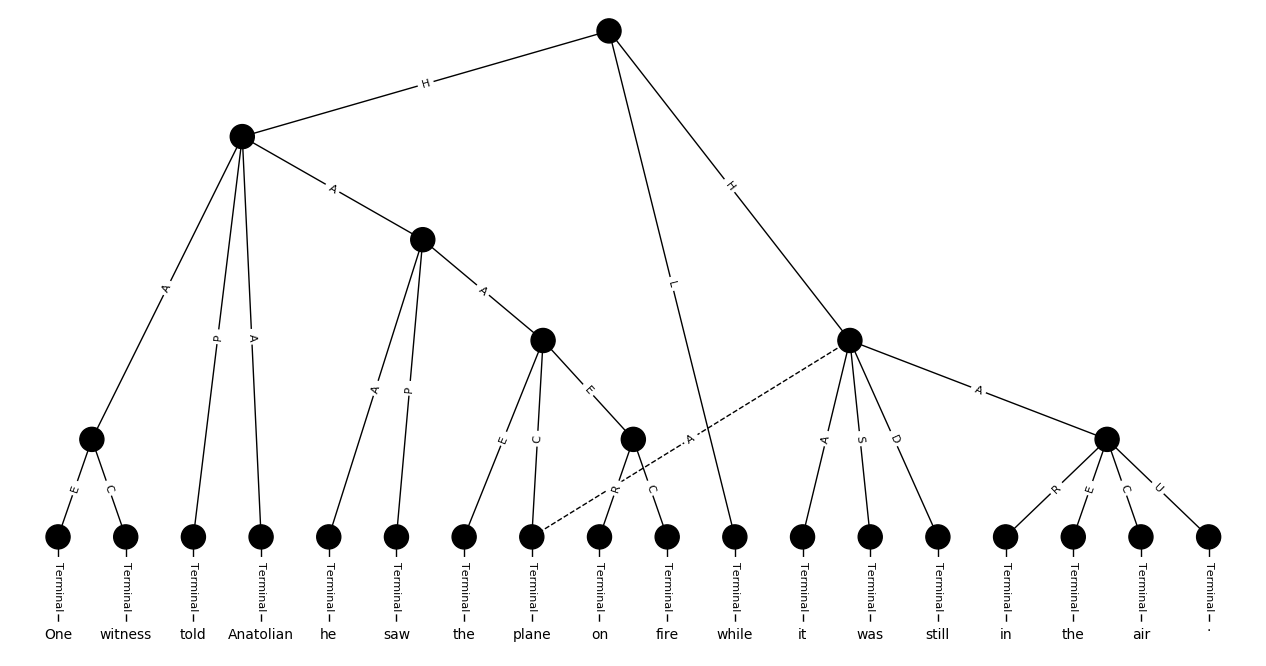 H
A
H
A
L
A
P
A
A
P
E
A
E
C
A
A
S
D
E
C
R
C
R
E
C
U
Terminal Terminal Terminal Terminal Terminal Terminal Terminal Terminal Terminal Terminal Terminal Terminal Terminal Terminal Terminal Terminal Terminal Terminal
One witness told Anatolian he saw the plane on fire while it was still in the air .